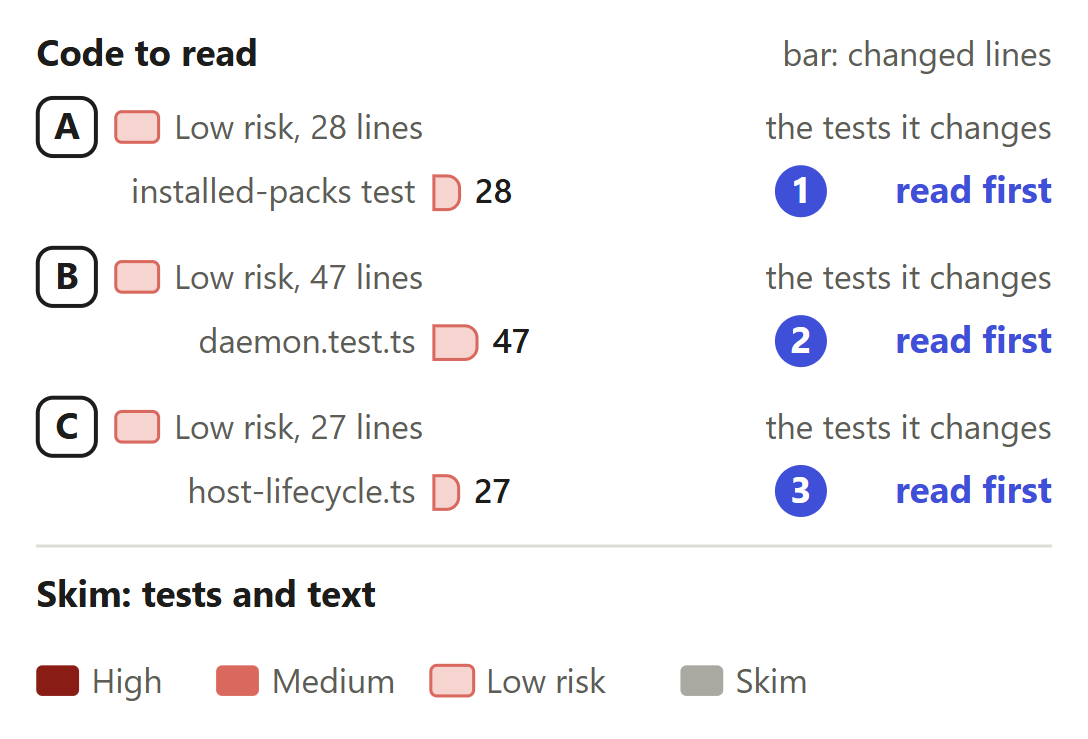 Code to read bar: changed lines
A Low risk, 28 lines the tests it changes
installed-packs test 28 1 read first
B Low risk, 47 lines the tests it changes
daemon.test.ts 47 2 read first
C Low risk, 27 lines the tests it changes
host-lifecycle.ts 27 3 read first
Skim: tests and text
High Medium Low risk Skim